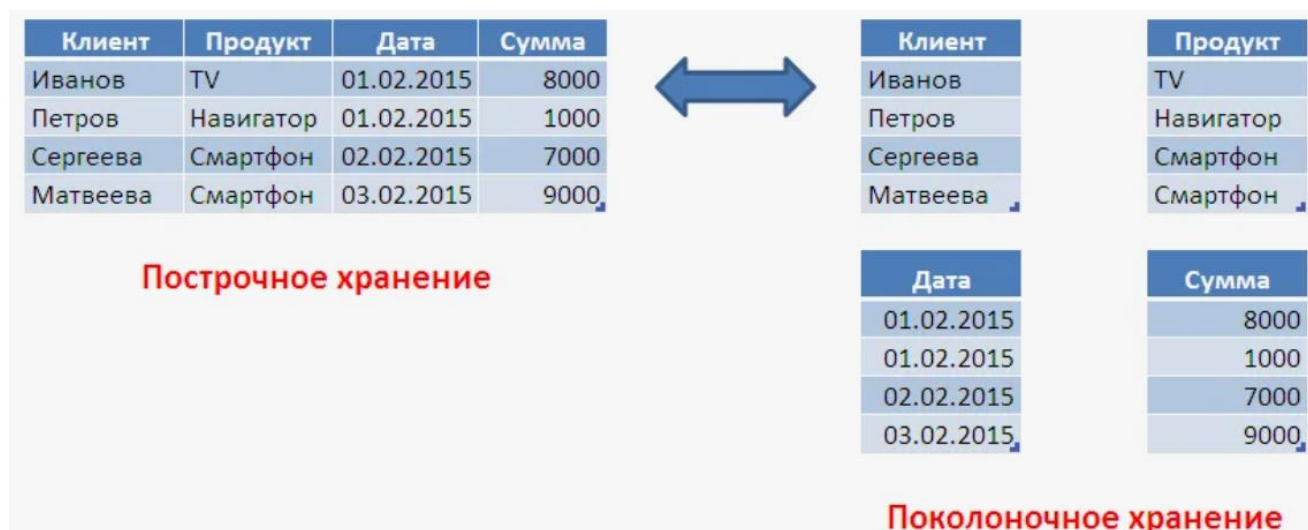 Клиент Продукт Дата Сумма
Иванов TV 01.02.2015 8000
Петров Навигатор 01.02.2015 1000
Сергеева Смартфон 02.02.2015 7000
Матвеева Смартфон 03.02.2015 9000
Построчное хранение
Клиент
Иванов
Петров
Сергеева
Матвеева
Продукт
TV
Навигатор
Смартфон
Смартфон
Дата
01.02.2015
01.02.2015
02.02.2015
03.02.2015
Сумма
8000
1000
7000
9000
Поколоночное хранение